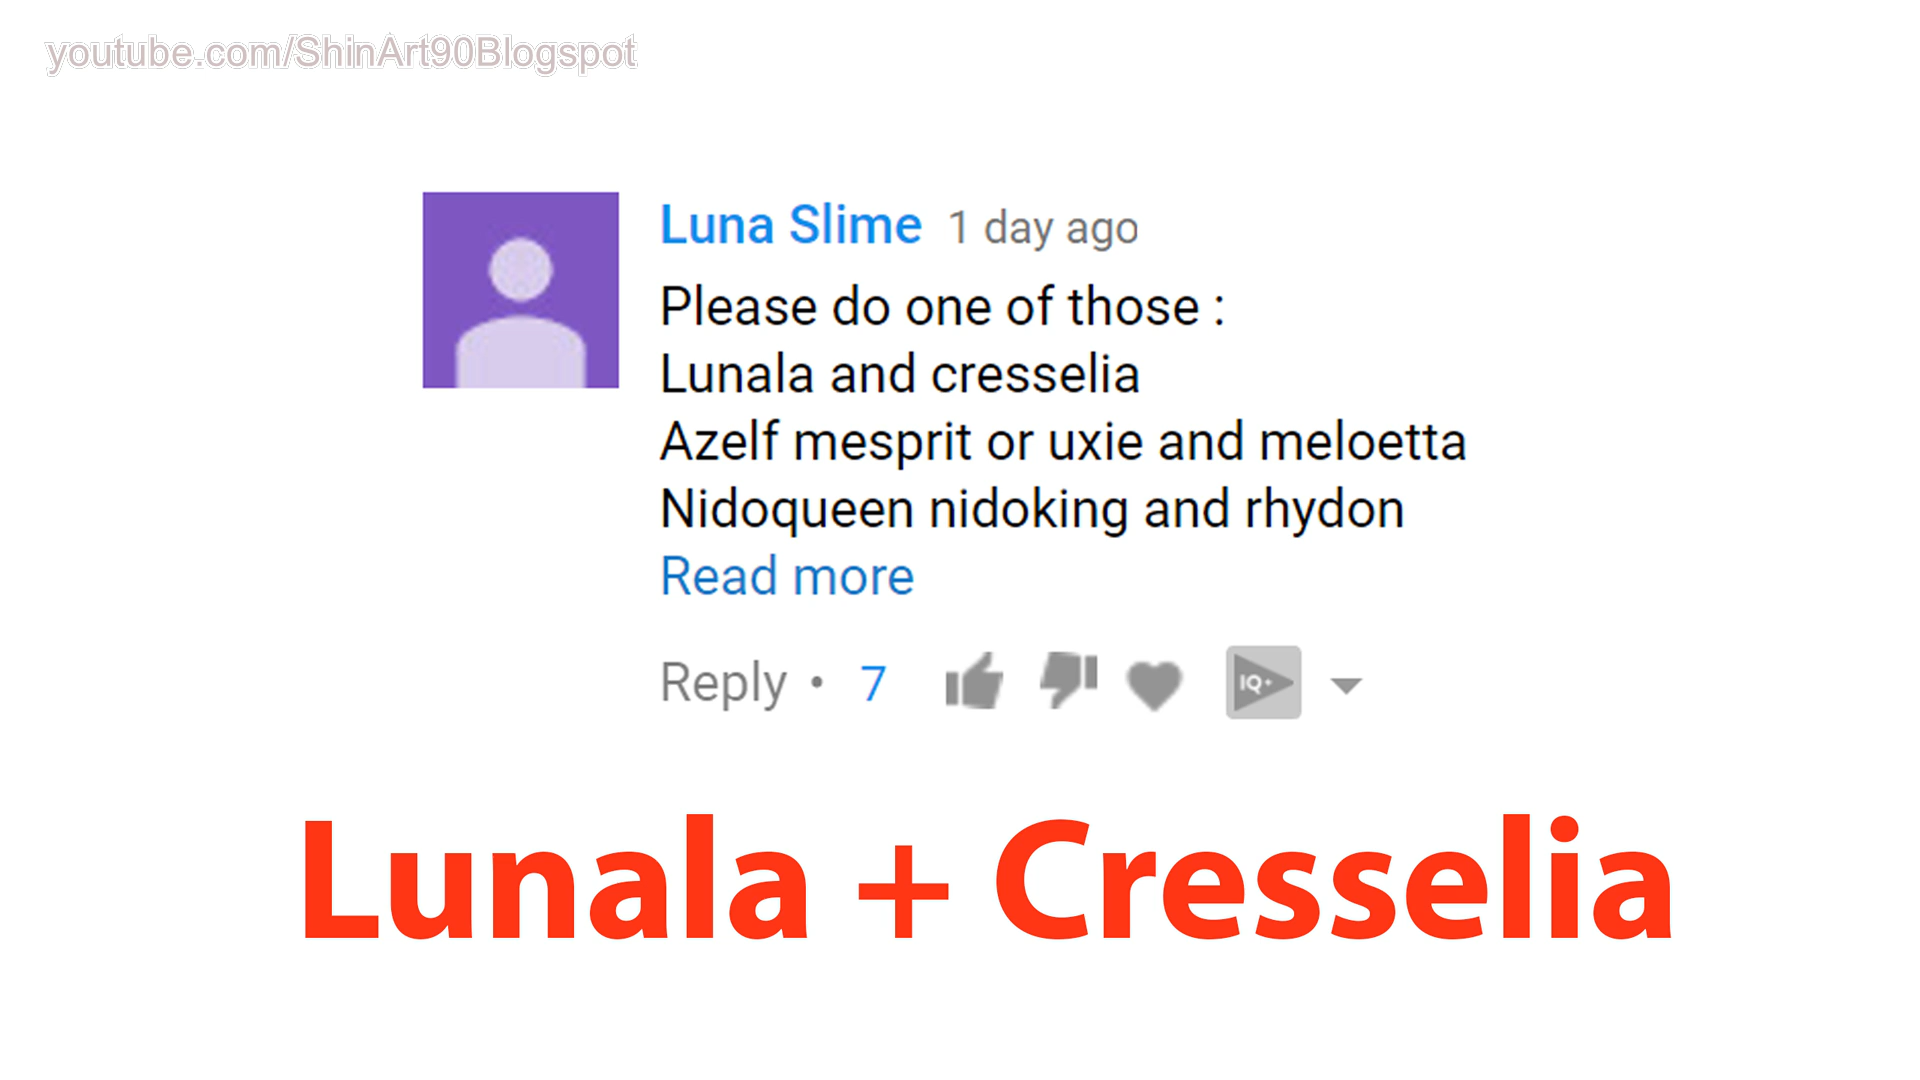 youtube.com/ShinArt90Blogspot
Luna Slime 1 day ago
Please do one of those :
Lunala and cresselia
Azelf mesprit or uxie and meloetta
Nidoqueen nidoking and rhydon
Read more
Reply • 7 IQ+
Lunala + Cresselia